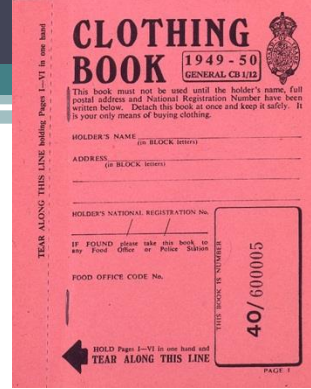 TEAR ALONG THIS LINE holding Pages I—VI in one hand
CLOTHING
BOOK
1949-50
GENERAL CB 1/12
This book must not be used until the holder's name, full
postal address and National Registration Number have been
written below. Detach this book at once and keep it safely. It
is your only means of buying clothing.
HOLDER'S NAME
(in BLOCK letters)
ADDRESS
(in BLOCK letters)
HOLDER'S NATIONAL REGISTRATION No.
/ /
IF FOUND please take this book to
any Food Office or Police Station
FOOD OFFICE CODE No.
THIS BOOK IS NUMBER
40/ 600005
HOLD Pages I—VI in one hand and
TEAR ALONG THIS LINE
PAGE I